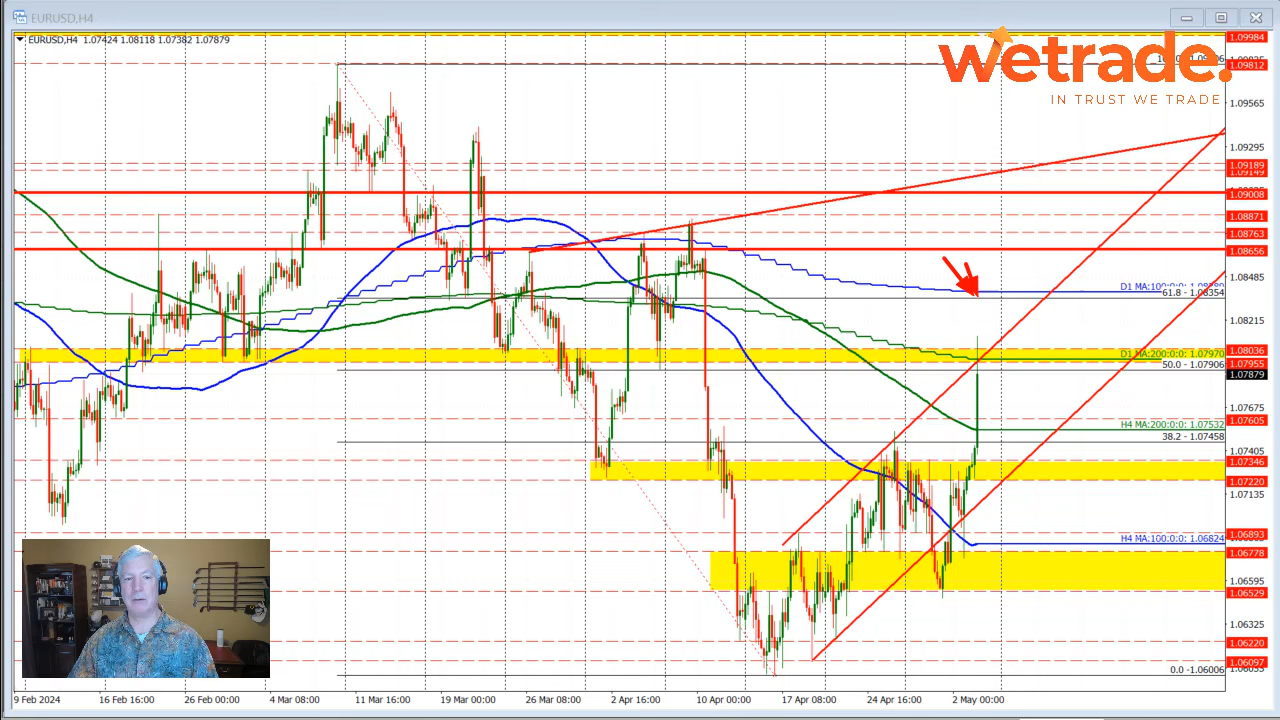 EURUSD,H4
EURUSD,H4 1.07424 1.08118 1.07382 1.07879
wetrade.
IN TRUST WE TRADE
1.09984
1.09812
1.09565
1.09295
1.09189
1.09149
1.09008
1.08871
1.08763
1.08656
1.08485
61.8 - 1.08354
1.08215
1.08036
D1 MA:200:0:0: 1.07970
1.07955
50.0 - 1.07906
1.07879
1.07675
1.07605
H4 MA:200:0:0: 1.07532
38.2 - 1.07458
1.07405
1.07346
1.07220
1.07135
1.06893
H4 MA:100:0:0: 1.06824
1.06778
1.06595
1.06529
1.06325
1.06220
1.06097
0.0 -1.06006
9 Feb 2024 16 Feb 16:00 26 Feb 00:00 4 Mar 08:00 11 Mar 16:00 19 Mar 00:00 26 Mar 08:00 2 Apr 16:00 10 Apr 00:00 17 Apr 08:00 24 Apr 16:00 2 May 00:00